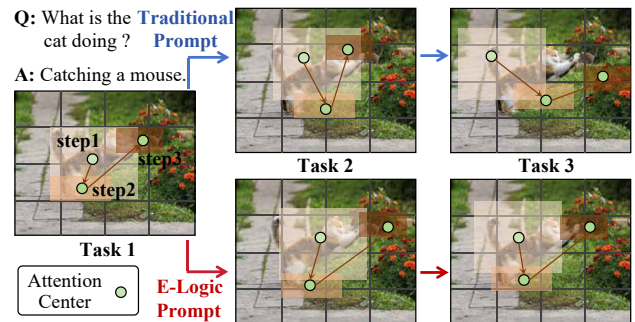 Q: What is the
cat doing ?
A: Catching a mouse.
Traditional
Prompt
step1
step2
step3
Task 1
Task 2
Task 3
E-Logic
Prompt
Attention
Center